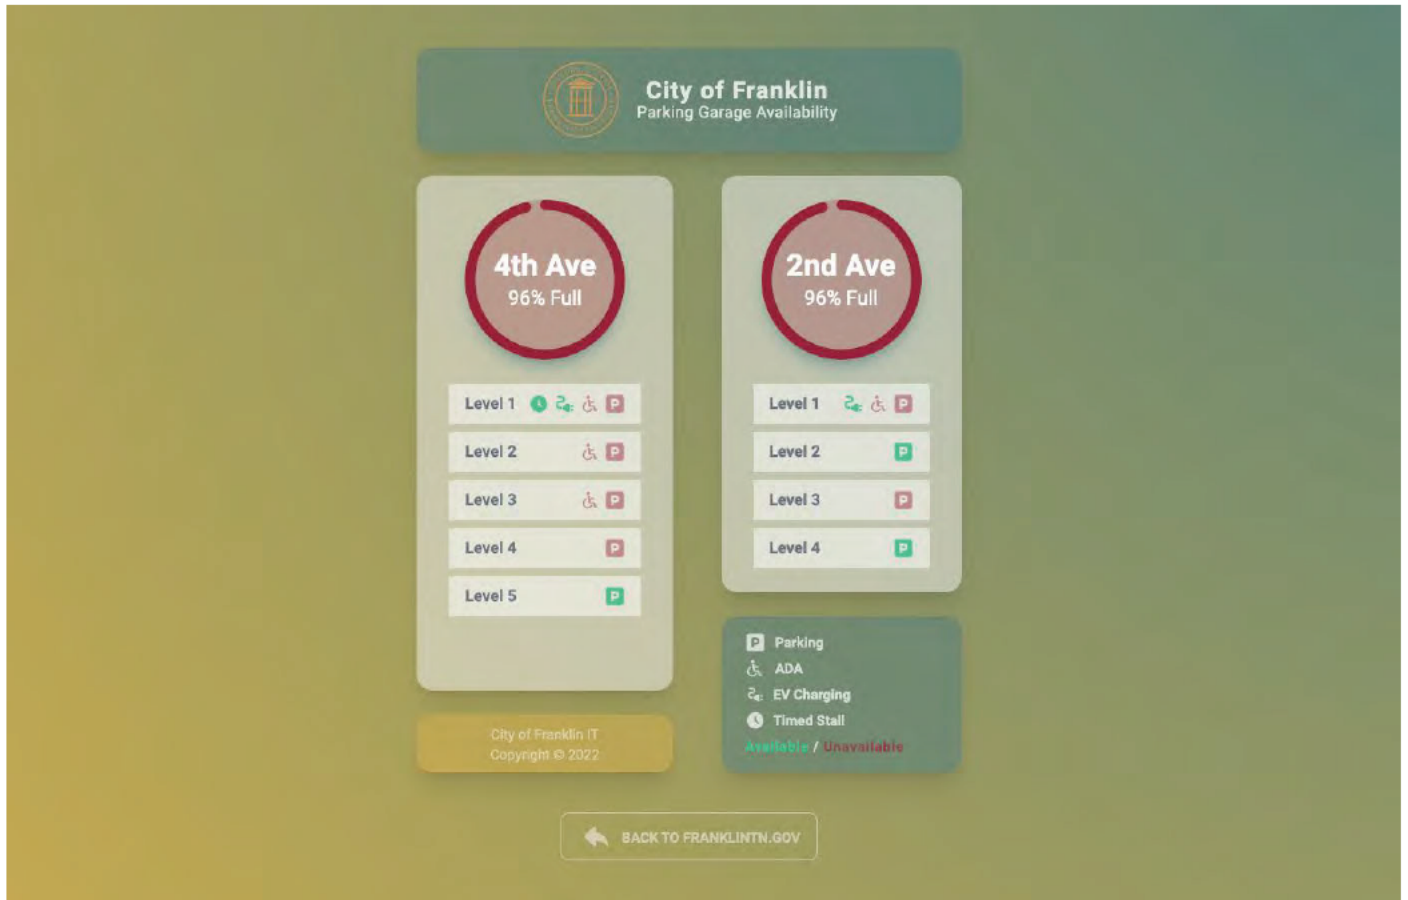 City of Franklin
Parking Garage Availability
4th Ave
96% Full
Level 1
P
Level 2
P
Level 3
P
Level 4
P
Level 5
P
2nd Ave
96% Full
Level 1
P
Level 2
P
Level 3
P
Level 4
P
P Parking
ADA
EV Charging
Timed Stall
Available / Unavailable
City of Franklin IT
Copyright © 2022
BACK TO FRANKLINTN.GOV